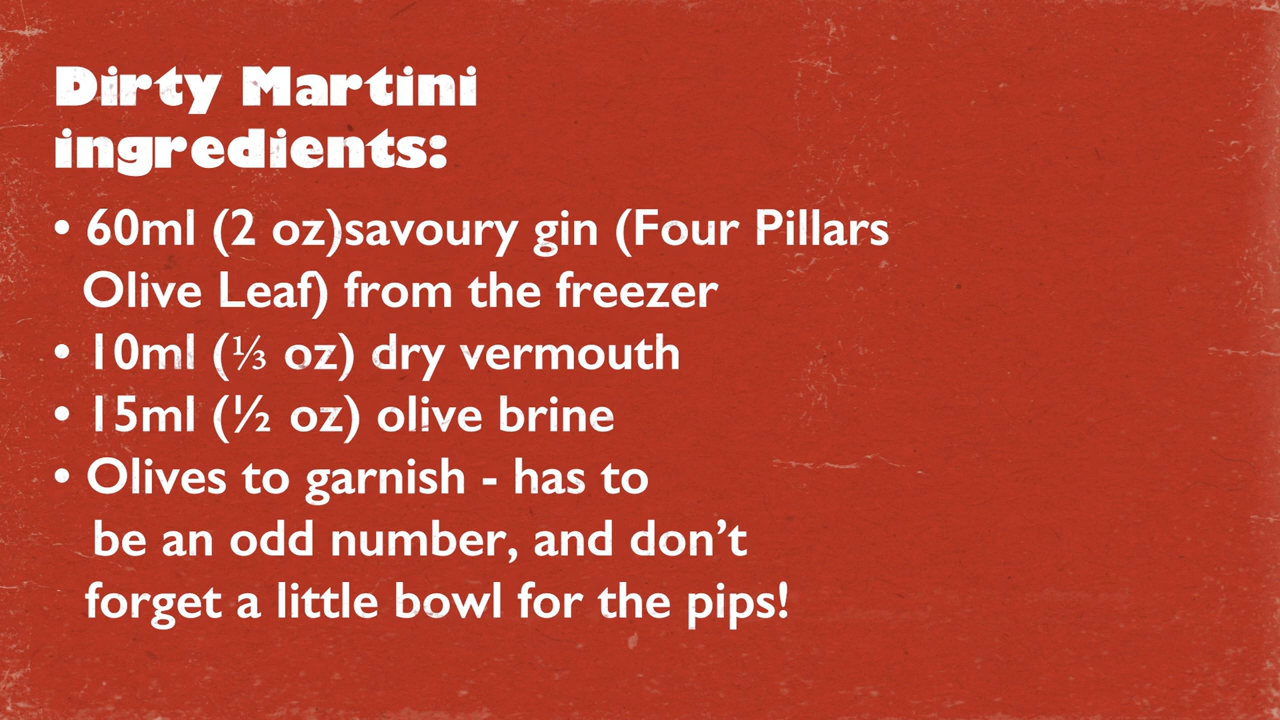 Dirty Martini
ingredients:
• 60ml (2 oz)savoury gin (Four Pillars
Olive Leaf) from the freezer
• 10ml (⅓ oz) dry vermouth
• 15ml (½ oz) olive brine
• Olives to garnish - has to
be an odd number, and don’t
forget a little bowl for the pips!